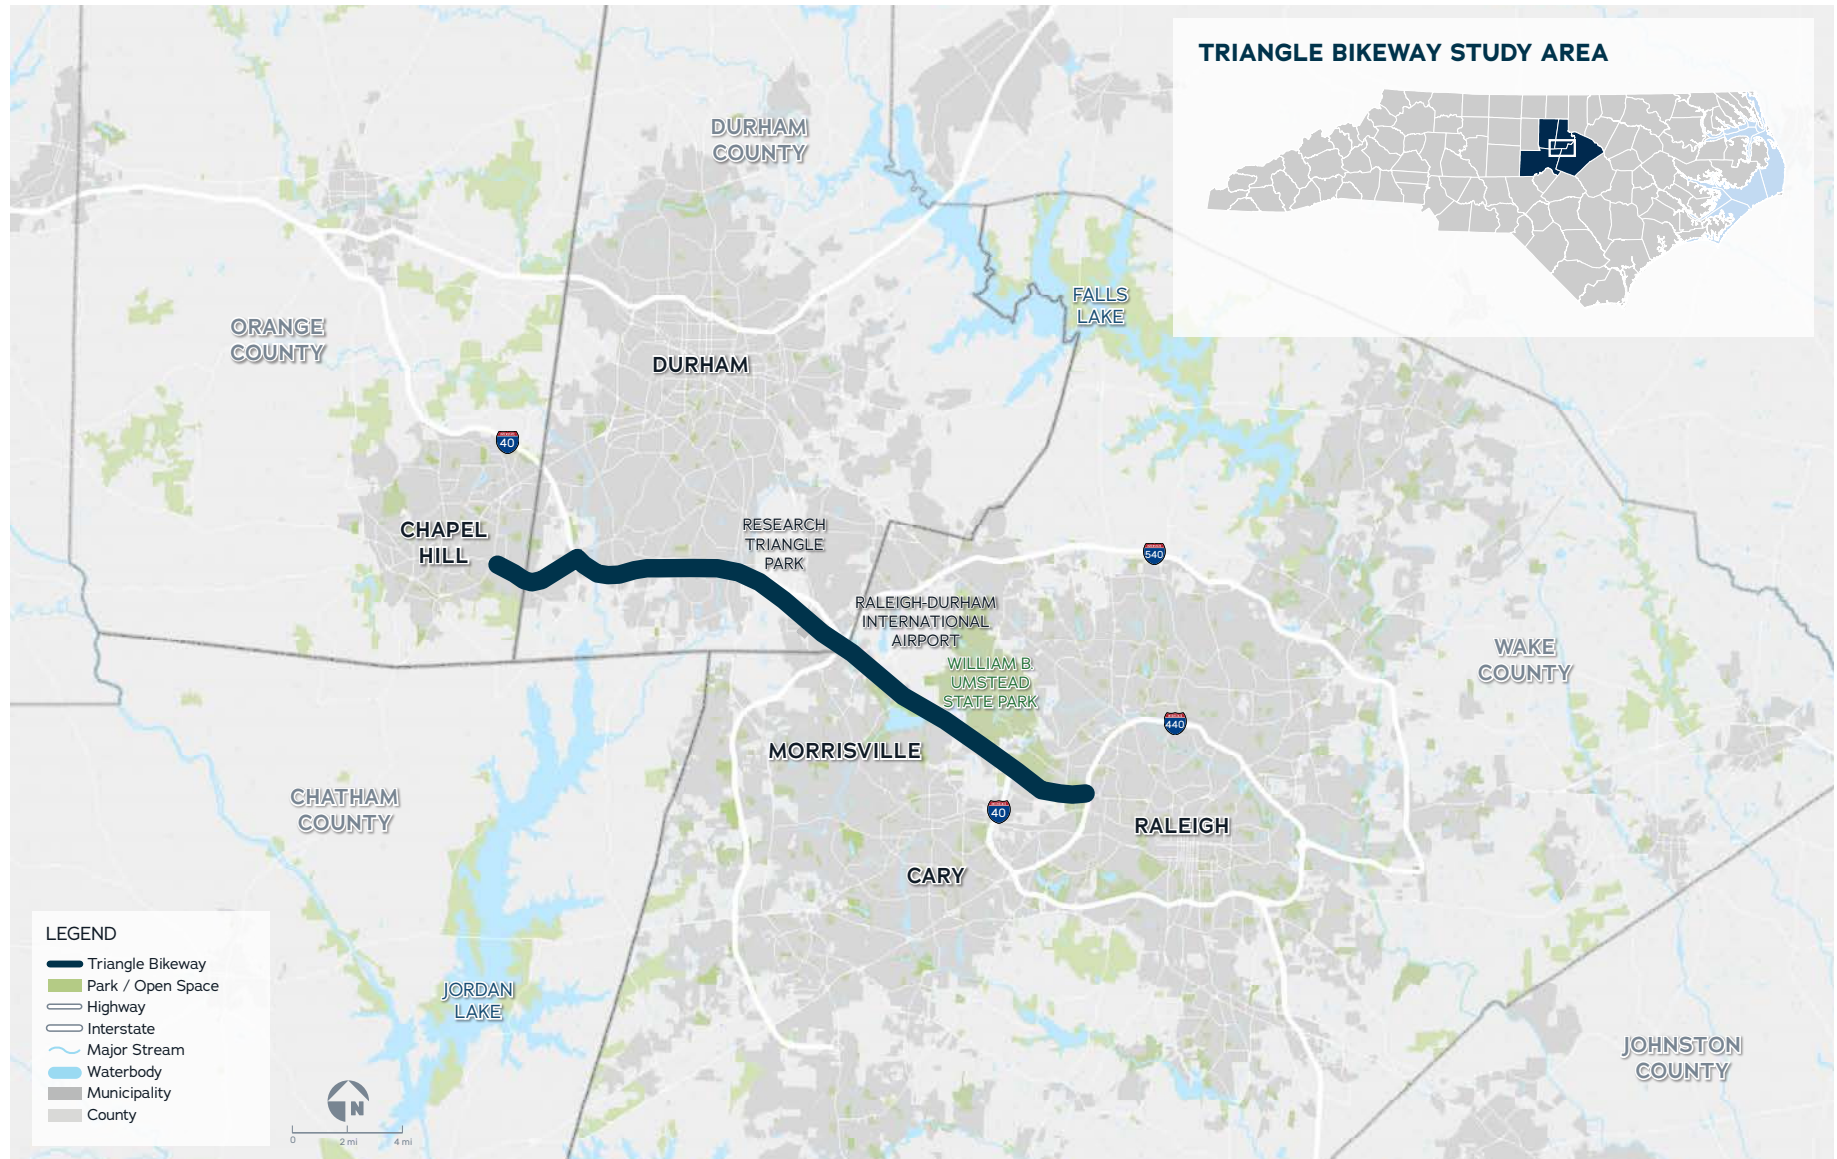 TRIANGLE BIKEWAY STUDY AREA
DURHAM
COUNTY
FALLS
LAKE
ORANGE
COUNTY
DURHAM
40
CHAPEL
HILL
RESEARCH
TRIANGLE
PARK
540
RALEIGH-DURHAM
INTERNATIONAL
AIRPORT
WILLIAM B.
UMSTEAD
STATE PARK
WAKE
COUNTY
440
MORRISVILLE
CHATHAM
COUNTY
40
RALEIGH
CARY
JORDAN
LAKE
JOHNSTON
COUNTY
LEGEND
Triangle Bikeway
Park / Open Space
Highway
Interstate
Major Stream
Waterbody
Municipality
County
N
0 2 mi 4 mi